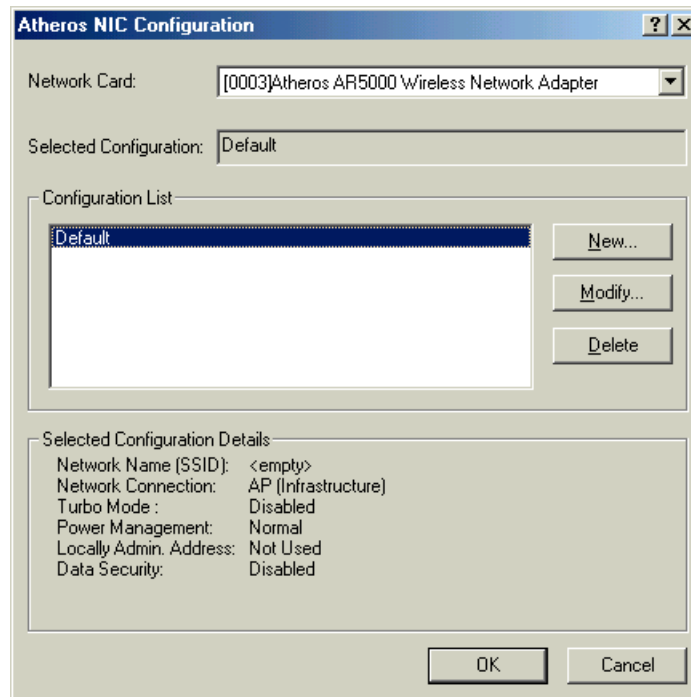 Atheros NIC Configuration
Network Card: [0003]Atheros AR5000 Wireless Network Adapter
Selected Configuration: Default
Configuration List
Default
New...
Modify...
Delete
Selected Configuration Details
Network Name (SSID): <empty>
Network Connection: AP (Infrastructure)
Turbo Mode : Disabled
Power Management: Normal
Locally Admin. Address: Not Used
Data Security: Disabled
OK Cancel